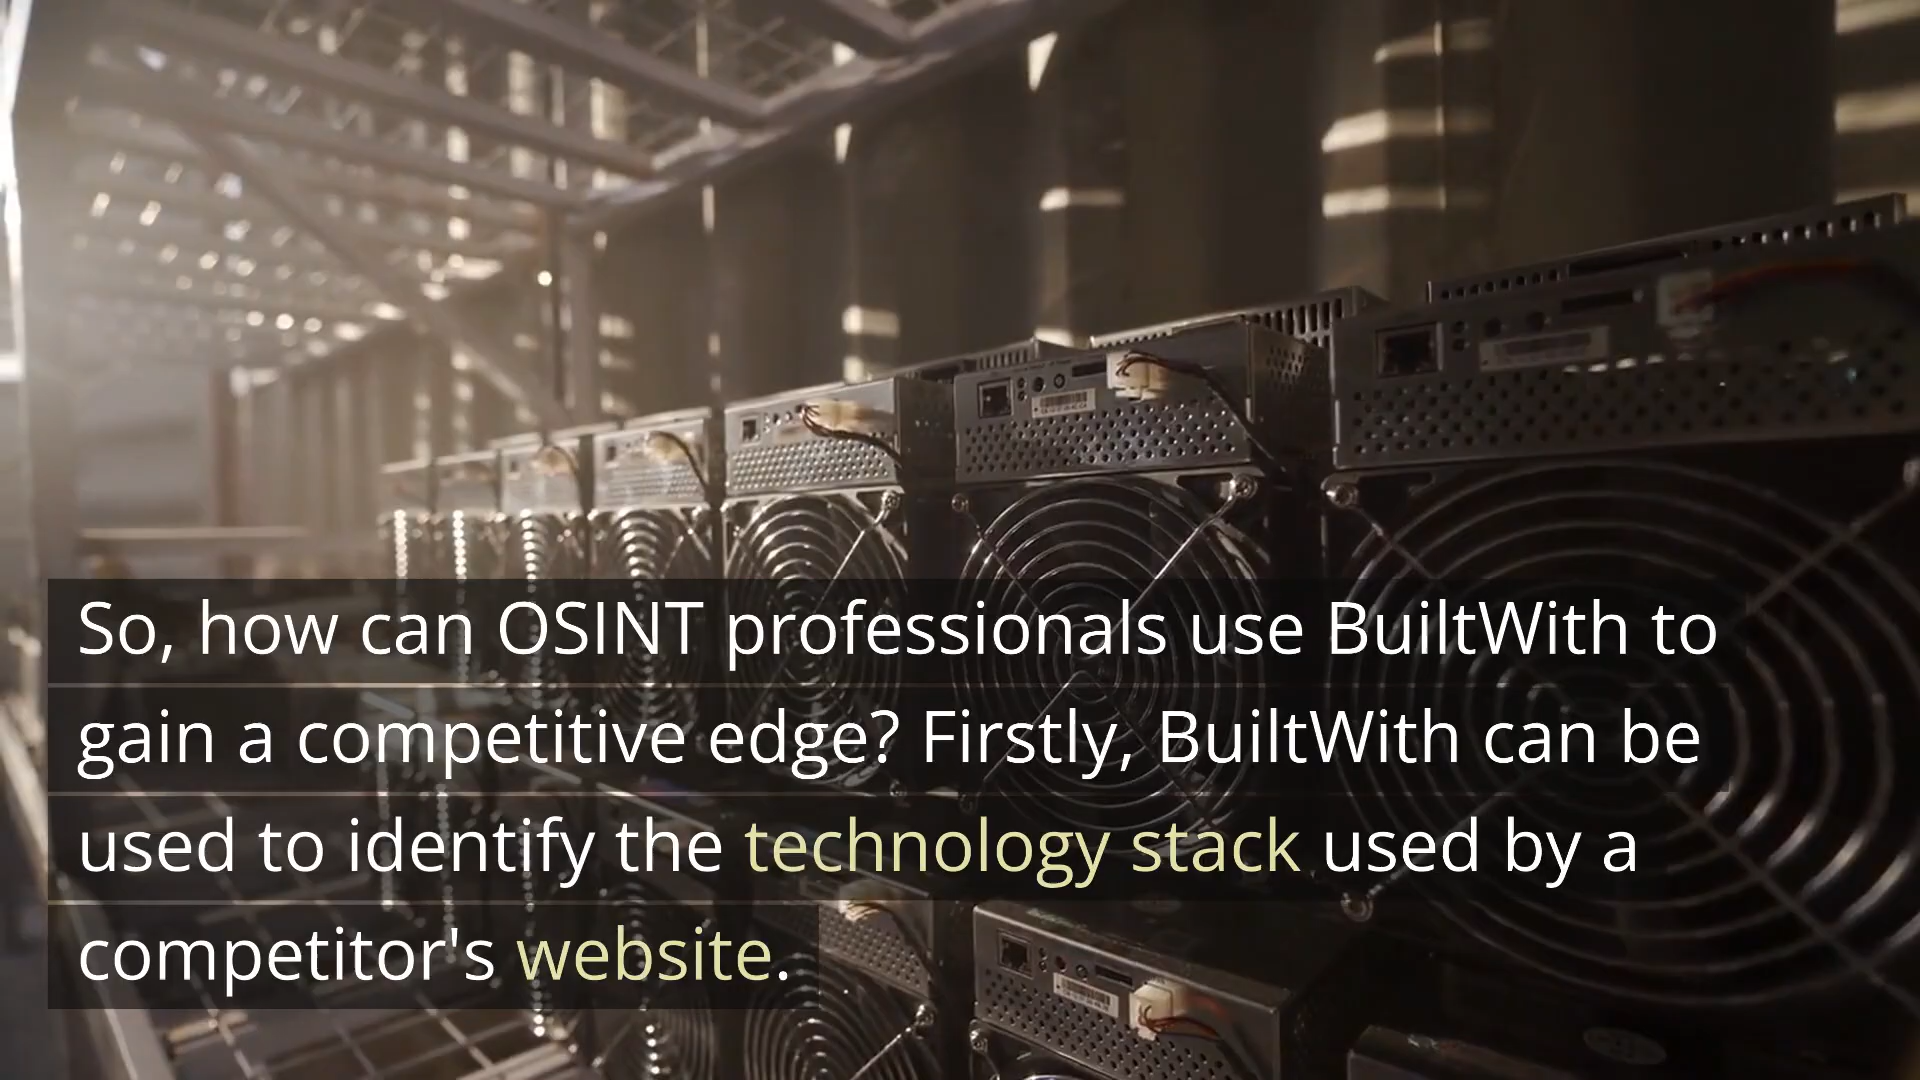 So, how can OSINT professionals use BuiltWith to
gain a competitive edge? Firstly, BuiltWith can be
used to identify the technology stack used by a
competitor's website.